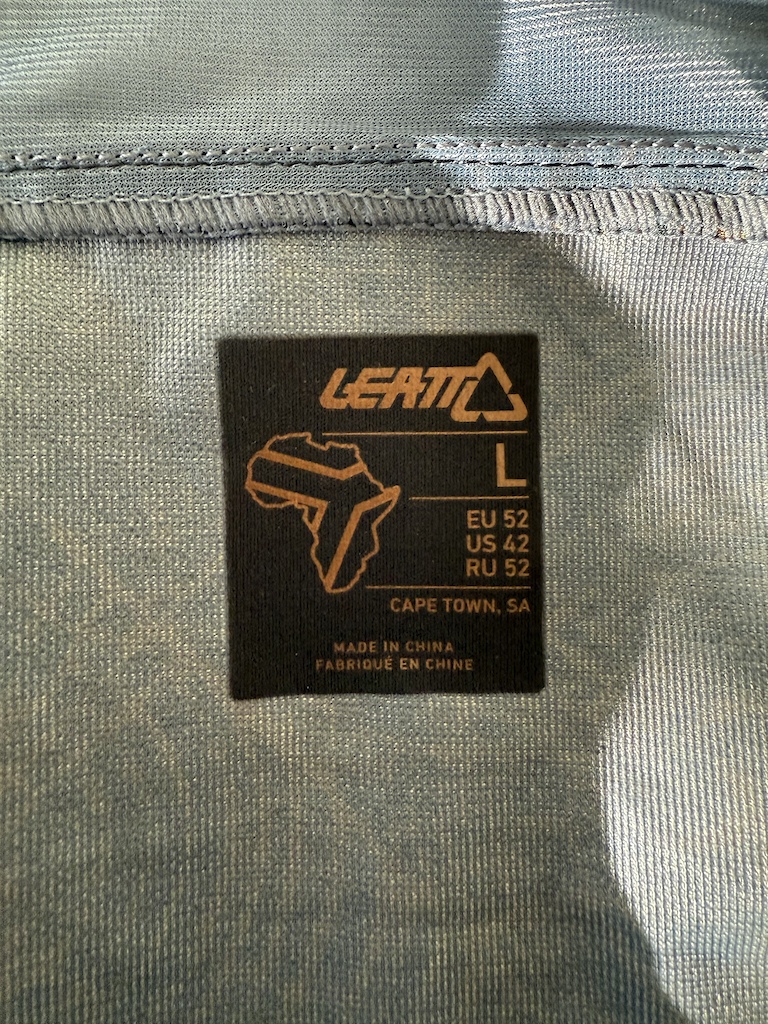 LEATT
L
EU 52
US 42
RU 52
CAPE TOWN, SA
MADE IN CHINA
FABRIQUÉ EN CHINE